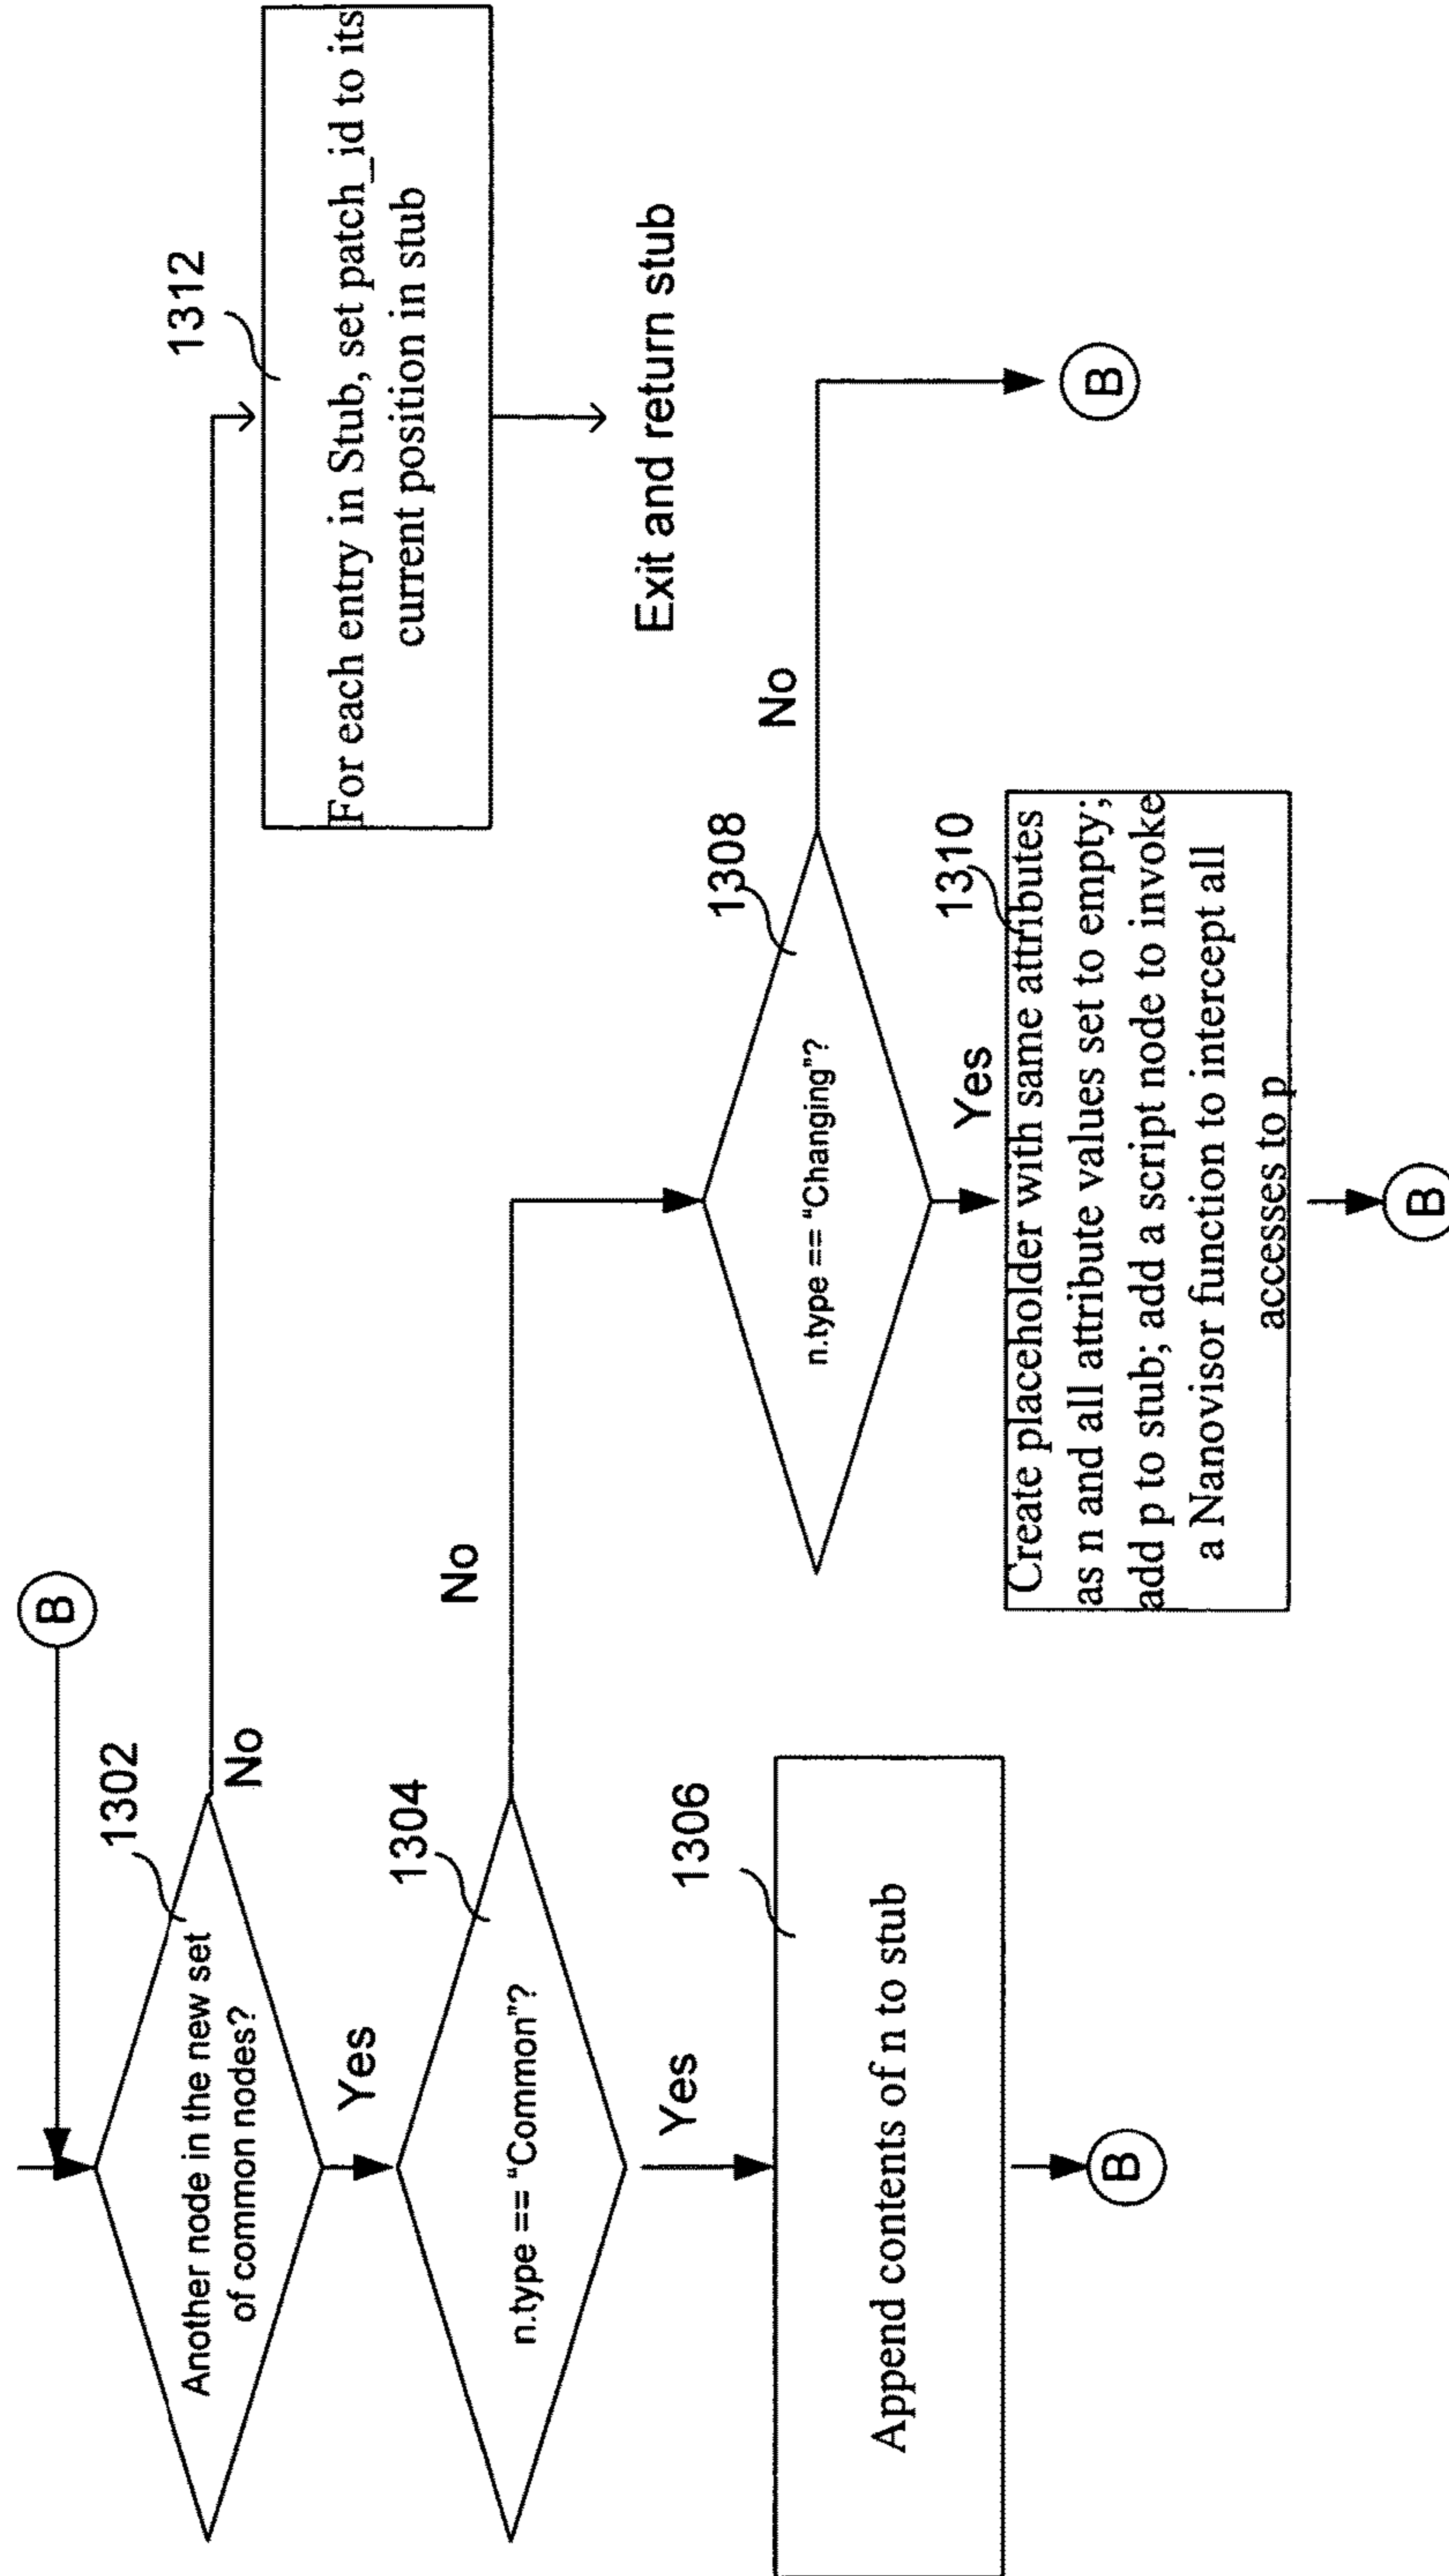 B
1302
Another node in the new set
of common nodes?
No
Yes
1312
For each entry in Stub, set patch_id to its
current position in stub
Exit and return stub
1304
n.type == “Common”?
No
Yes
1306
Append contents of n to stub
B
1308
n.type == “Changing”?
No
B
Yes
1310
Create placeholder with same attributes
as n and all attribute values set to empty;
add p to stub; add a script node to invoke
a Nanovisor function to intercept all
accesses to p
B